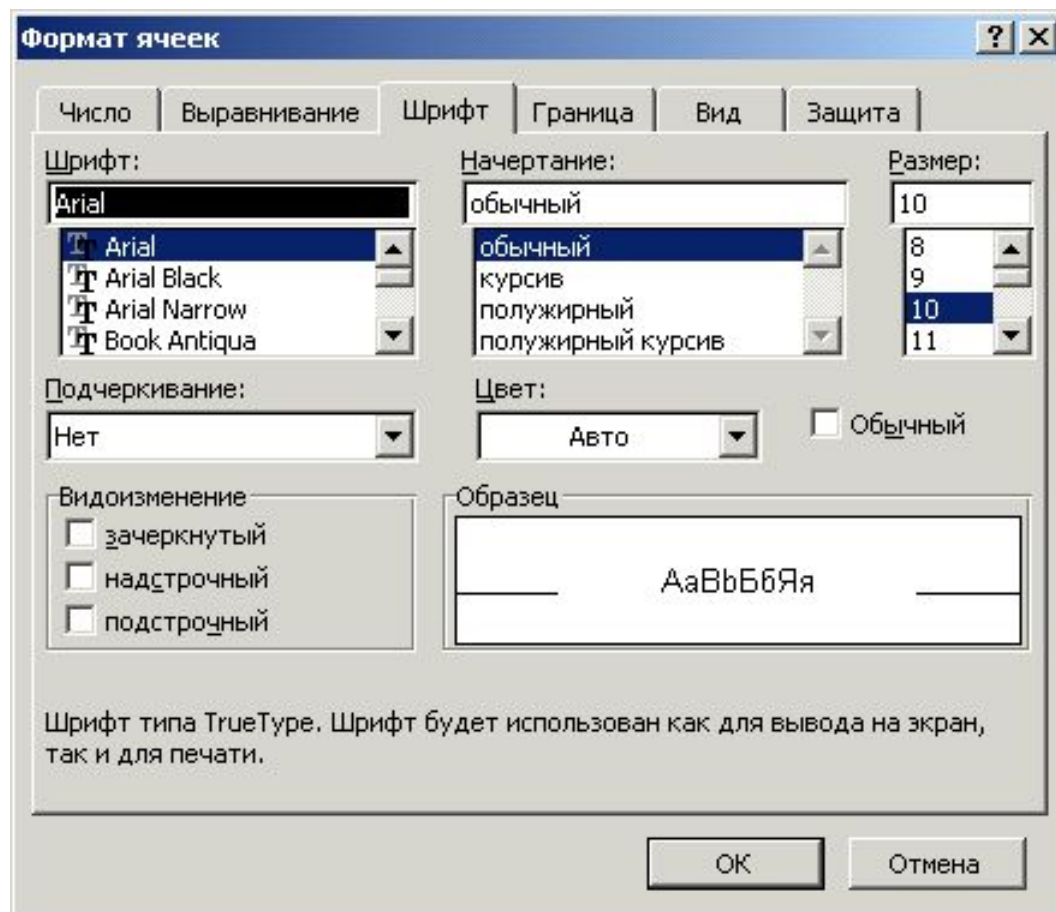 Формат ячеек
Число Выравнивание Шрифт Граница Вид Защита
Шрифт: Начертание: Размер:
Arial обычный 10
Arial обычный 8
Arial Black курсив 9
Arial Narrow полужирный 10
Book Antiqua полужирный курсив 11
Подчеркивание: Цвет:
Нет Авто Обычный
Видоизменение Образец
зачеркнутый
надстрочный АаВbБбЯя
подстрочный
Шрифт типа TrueType. Шрифт будет использован как для вывода на экран,
так и для печати.
OK Отмена